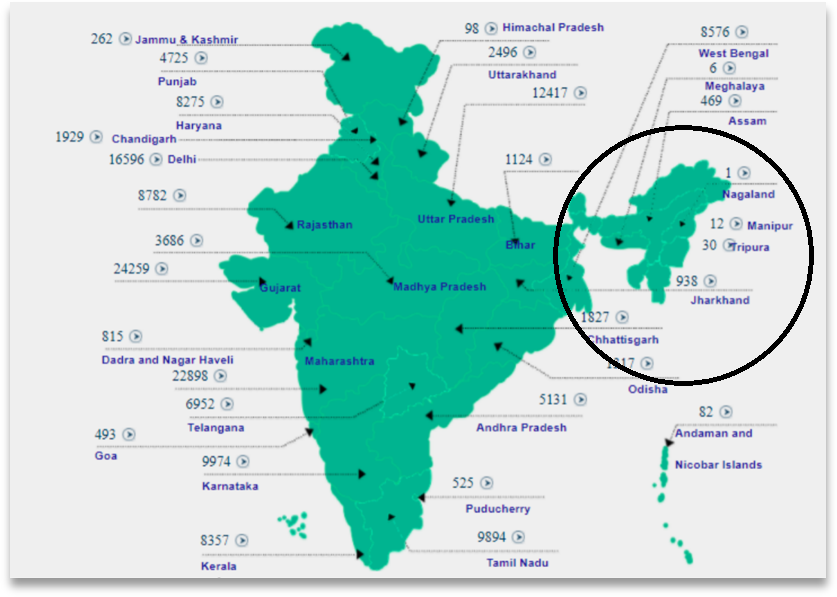 262 Jammu & Kashmir
98 Himachal Pradesh
8576
West Bengal
4725
Punjab
2496
Uttarakhand
6
Meghalaya
8275
Haryana
12417
469
Assam
1929 Chandigarh
16596 Delhi
1124
1
Nagaland
8782
Rajasthan
Uttar Pradesh
12 Manipur
3686
Bihar
30 Tripura
24259
Gujarat
Madhya Pradesh
938
Jharkhand
815
Dadra and Nagar Haveli
1827
Chhattisgarh
Maharashtra
22898
Odisha
6952
Telangana
5131
Andhra Pradesh
82
Andaman and
Nicobar Islands
493
Goa
9974
Karnataka
525
Puducherry
8357
Kerala
9894
Tamil Nadu